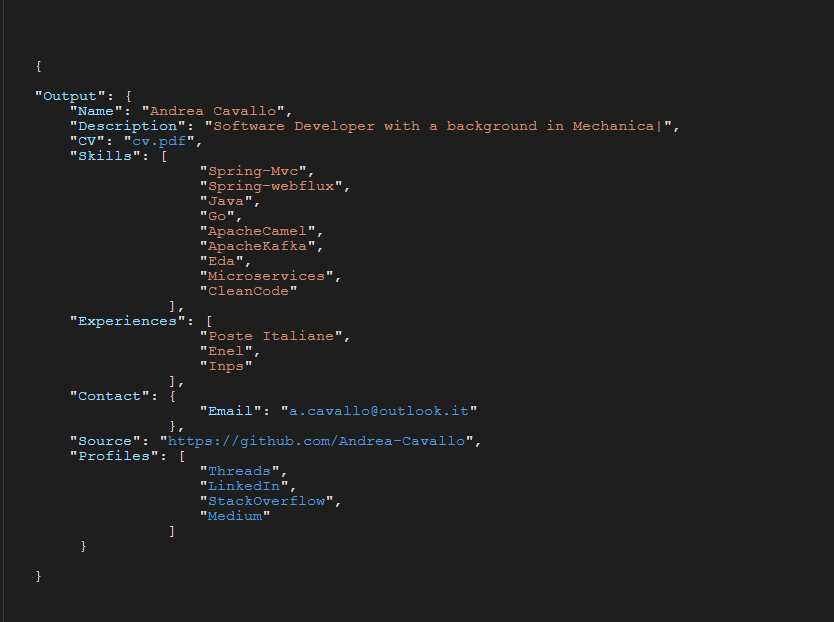 {
"Output": {
"Name": "Andrea Cavallo",
"Description": "Software Developer with a background in Mechanica|",
"CV": "cv.pdf",
"Skills": [
"Spring-Mvc",
"Spring-webflux",
"Java",
"Go",
"ApacheCamel",
"ApacheKafka",
"Eda",
"Microservices",
"CleanCode"
],
"Experiences": [
"Poste Italiane",
"Enel",
"Inps"
],
"Contact": {
"Email": "a.cavallo@outlook.it"
},
"Source": "https://github.com/Andrea-Cavallo",
"Profiles": [
"Threads",
"LinkedIn",
"StackOverflow",
"Medium"
]
}
}